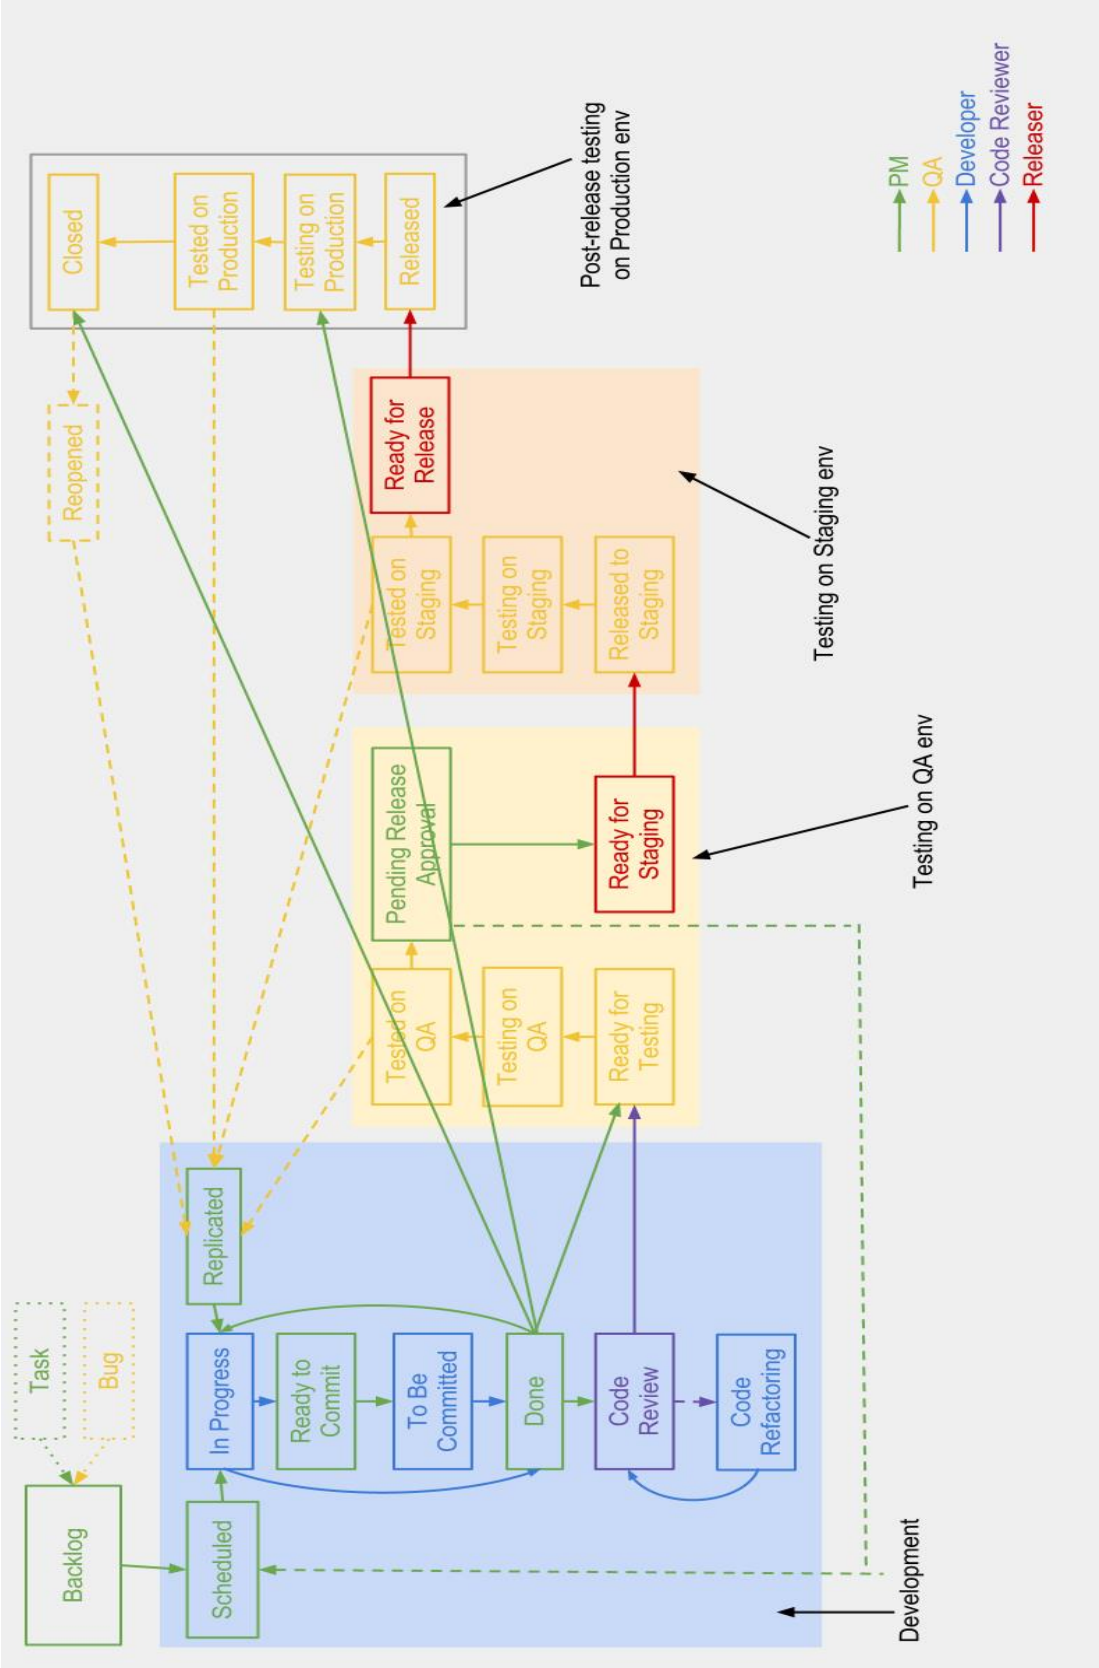 Task
Bug
Backlog
Scheduled
In Progress
Replicated
Ready to
Commit
To Be
Committed
Done
Code
Review
Code
Refactoring
Development
Tested on
QA
Testing on
QA
Ready for
Testing
Pending Release
Approval
Ready for
Staging
Testing on QA env
Tested on
Staging
Testing on
Staging
Released to
Staging
Ready for
Release
Testing on Staging env
Reopened
Closed
Tested on
Production
Testing on
Production
Released
Post-release testing
on Production env
PM
QA
Developer
Code Reviewer
Releaser